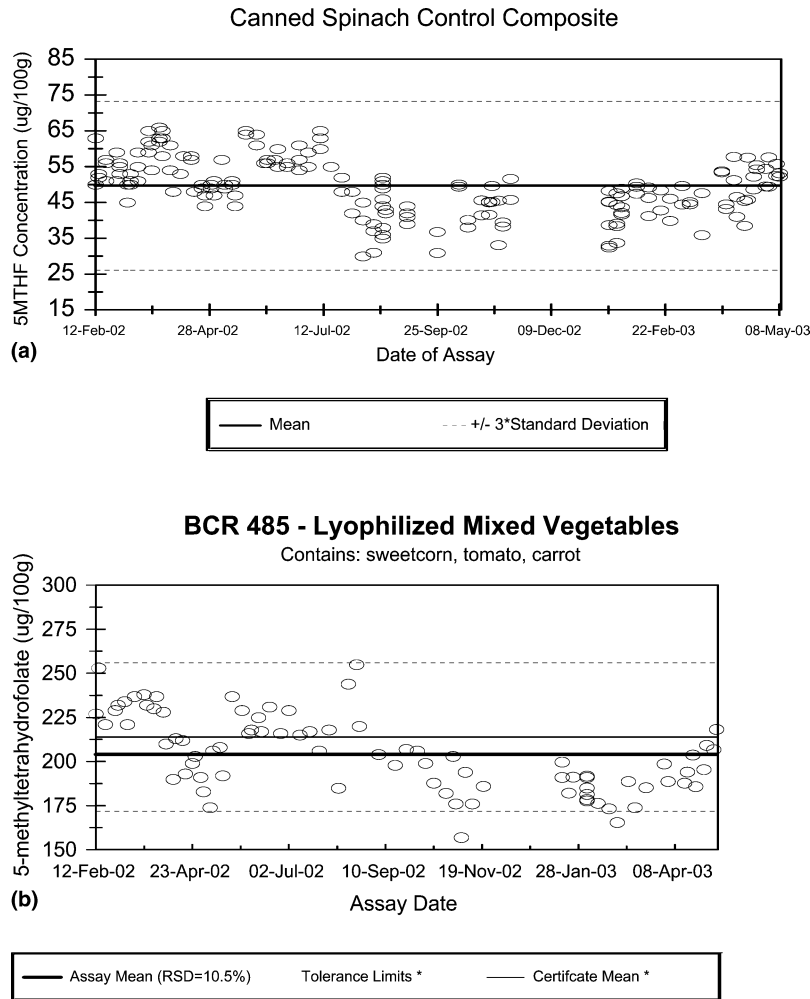 Canned Spinach Control Composite
5MTHF Concentration (ug/100g)
85
75
65
55
45
35
25
15
12-Feb-02 28-Apr-02 12-Jul-02 25-Sep-02 09-Dec-02 22-Feb-03 08-May-03
(a)
Date of Assay
Mean +/- 3*Standard Deviation
BCR 485 - Lyophilized Mixed Vegetables
Contains: sweetcorn, tomato, carrot
5-methyltetrahydrofolate (ug/100g)
300
275
250
225
200
175
150
12-Feb-02 23-Apr-02 02-Jul-02 10-Sep-02 19-Nov-02 28-Jan-03 08-Apr-03
(b)
Assay Date
Assay Mean (RSD=10.5%) Tolerance Limits * Certifcate Mean *